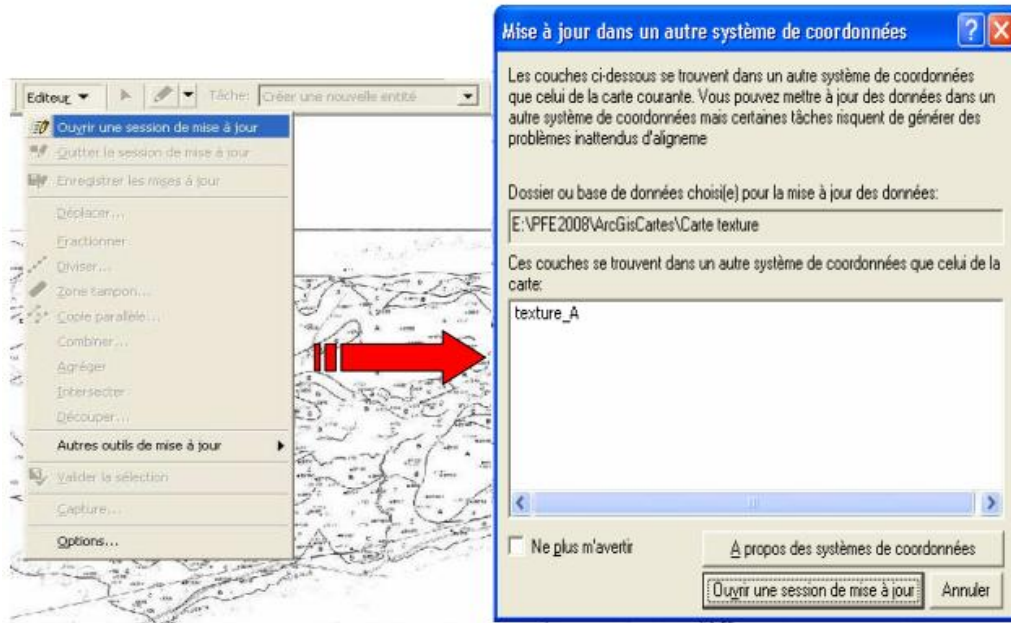 Editeur
Tâche: Créer une nouvelle entité
Ouvrir une session de mise à jour
Quitter la session de mise à jour
Enregistrer les mises à jour
Déplacer...
Fractionner
Diviser...
Zone tampon...
Copie parallèle...
Combiner...
Agréger
Intersecter
Découper...
Autres outils de mise à jour
Valider la sélection
Capture...
Options...
Mise à jour dans un autre système de coordonnées
Les couches ci-dessous se trouvent dans un autre système de coordonnées
que celui de la carte courante. Vous pouvez mettre à jour des données dans un
autre système de coordonnées mais certaines tâches risquent de générer des
problèmes inattendus d'aligneme
Dossier ou base de données choisi(e) pour la mise à jour des données:
E:\PFE2008\ArcGisCartes\Carte texture
Ces couches se trouvent dans un autre système de coordonnées que celui de la
carte:
texture_A
Ne plus m'avertir
A propos des systèmes de coordonnées
Ouvrir une session de mise à jour
Annuler